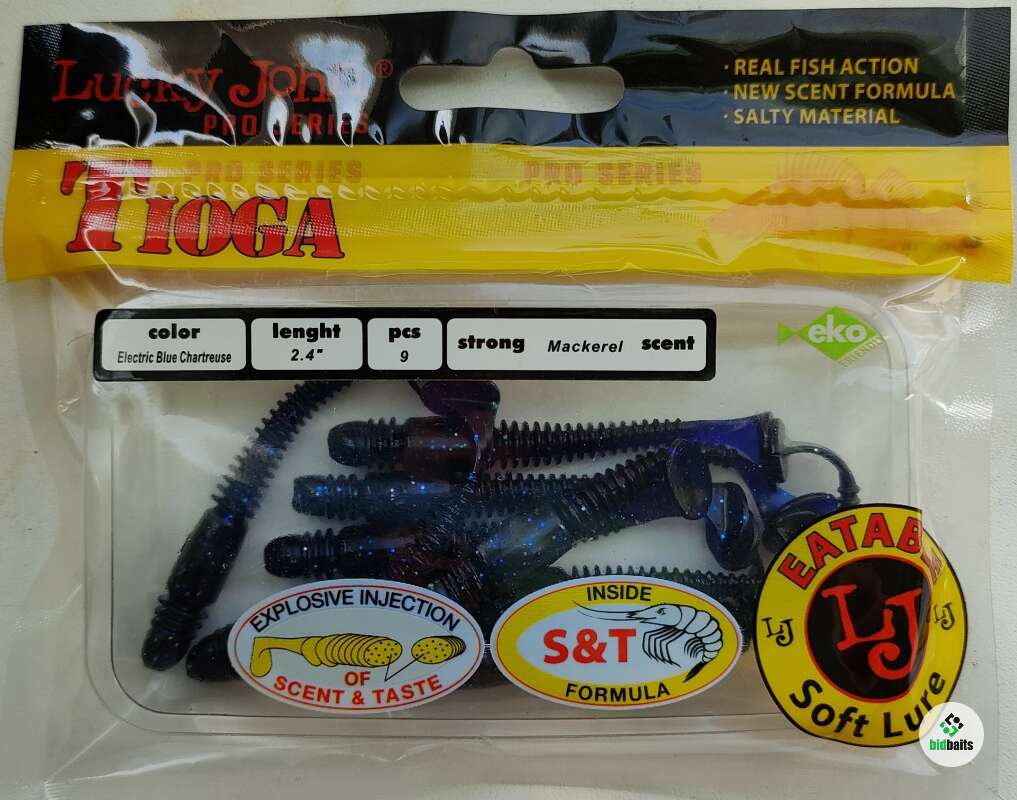 Lucky John®
PRO SERIES
· REAL FISH ACTION
· NEW SCENT FORMULA
· SALTY MATERIAL
PRO SERIES
PRO SERIES
TIOGA
color
Electric Blue Chartreuse
lenght
2.4"
pcs
9
strong Mackerel scent
eko
FRIENDLY
EXPLOSIVE INJECTION
OF
SCENT & TASTE
INSIDE
S&T
FORMULA
EATAB
LJ
LJ
LJ
Soft Lure
bidbaits